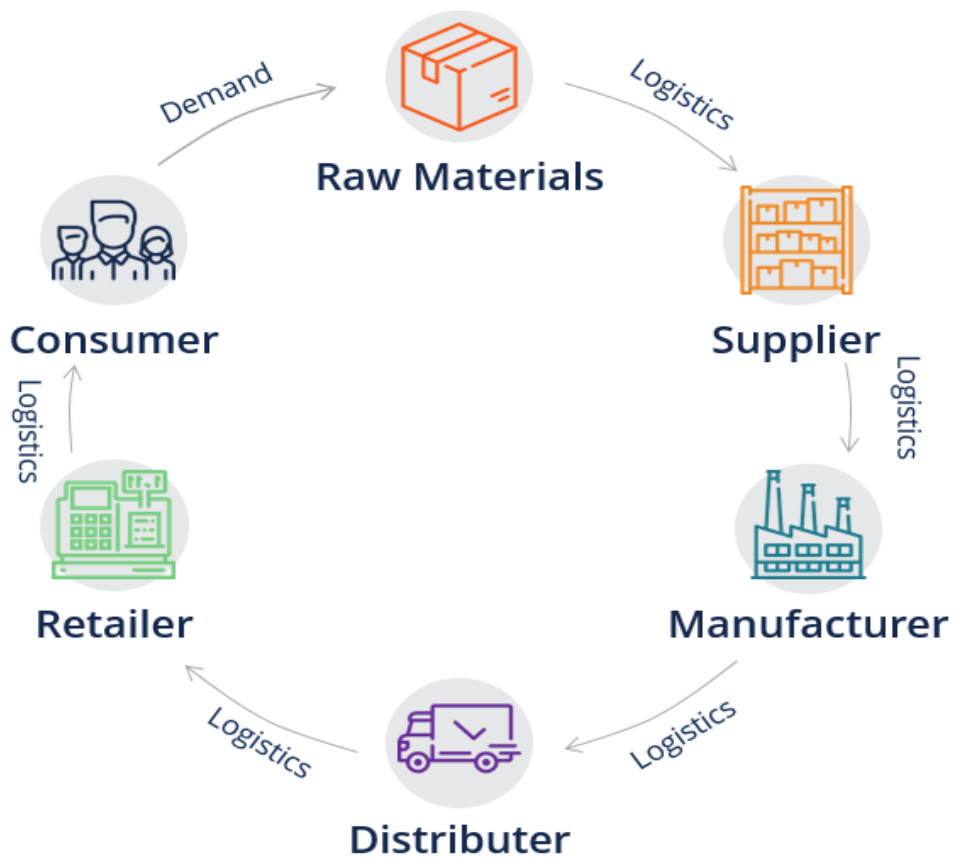 Demand
Logistics
Raw Materials
Consumer
Supplier
Logistics
Logistics
Retailer
Manufacturer
Logistics
Logistics
Distributer